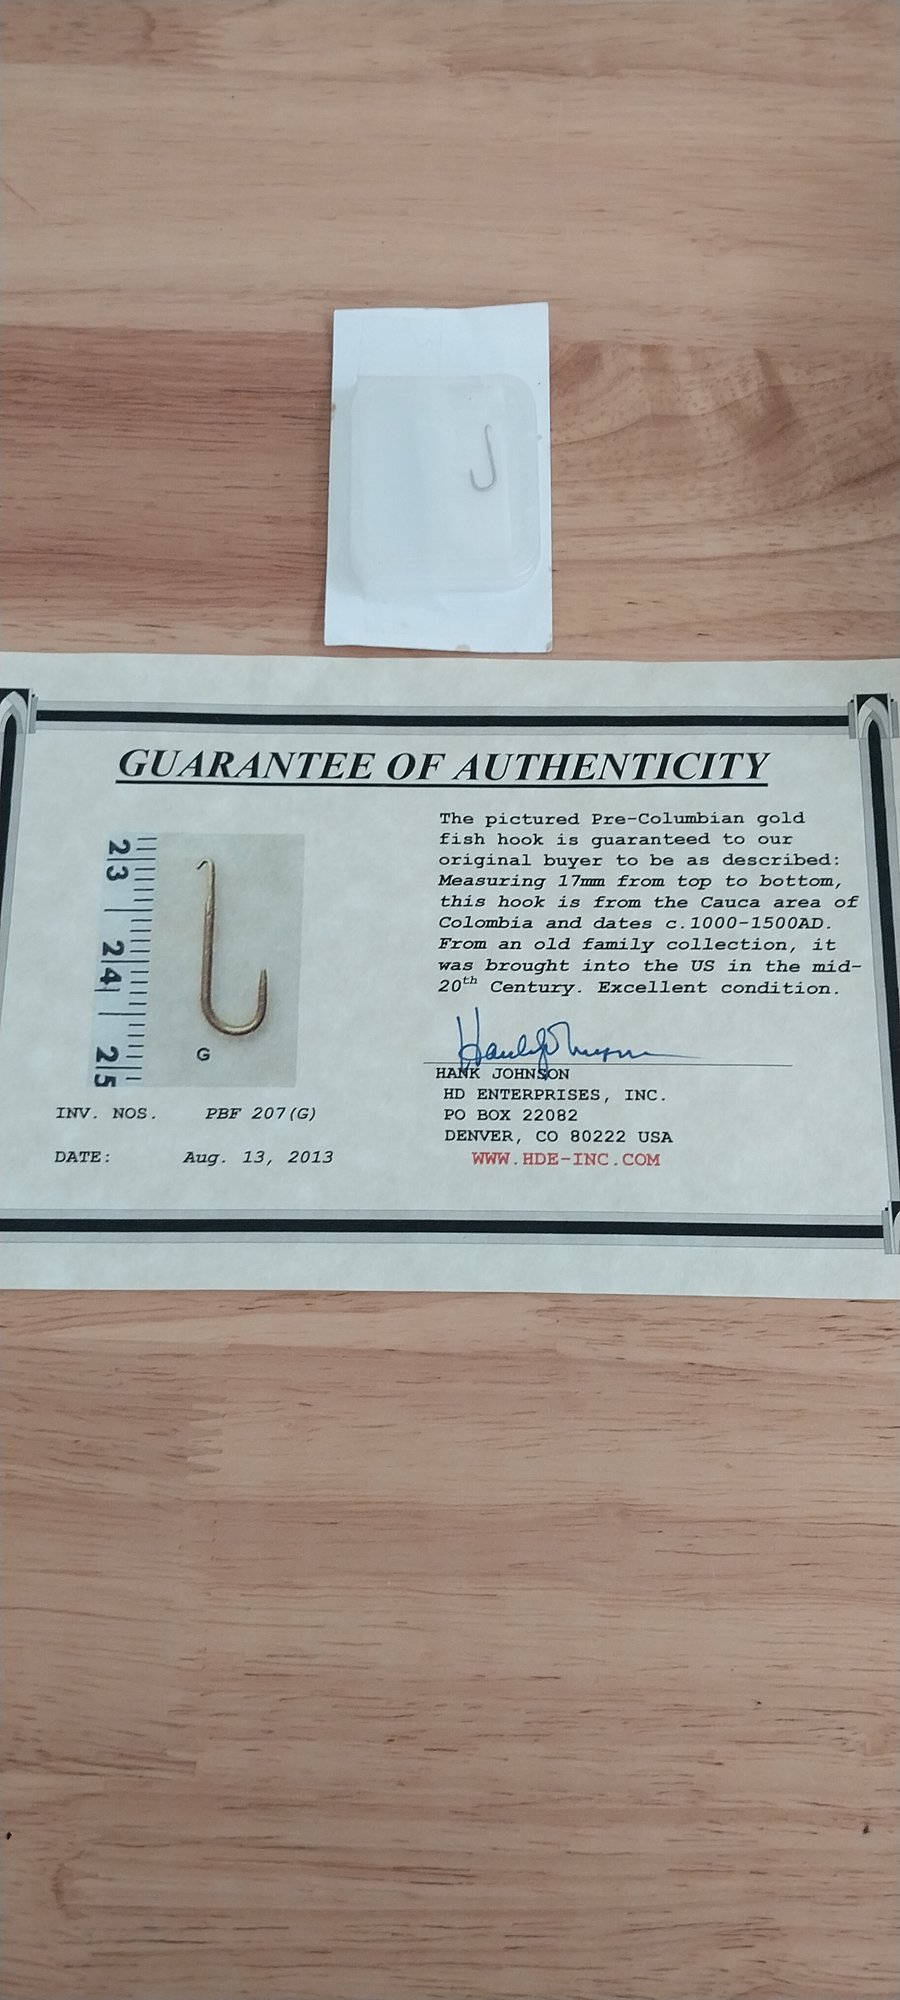 GUARANTEE OF AUTHENTICITY
The pictured Pre-Columbian gold
fish hook is guaranteed to our
original buyer to be as described:
Measuring 17mm from top to bottom,
this hook is from the Cauca area of
Colombia and dates c.1000-1500AD.
From an old family collection, it
was brought into the US in the mid-
20th Century. Excellent condition.
23
24
25
G
INV. NOS. PBF 207(G)
DATE: Aug. 13, 2013
HANK JOHNSON
HD ENTERPRISES, INC.
PO BOX 22082
DENVER, CO 80222 USA
WWW.HDE-INC.COM